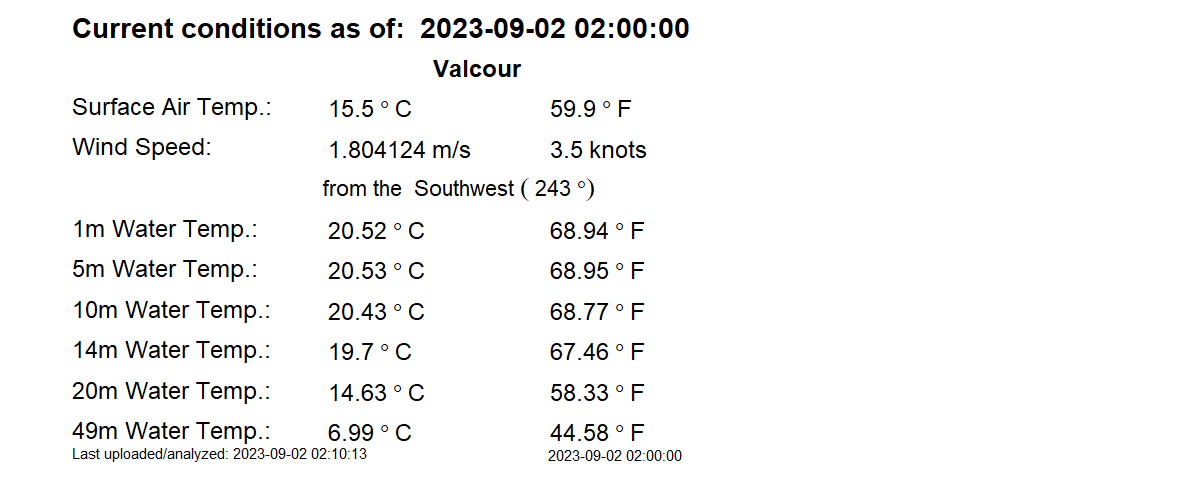 Current conditions as of:  2023-09-02 02:00:00
Valcour
Surface Air Temp.: 15.5 ° C 59.9 ° F
Wind Speed: 1.804124 m/s 3.5 knots
from the  Southwest ( 243 °)
1m Water Temp.: 20.52 ° C 68.94 ° F
5m Water Temp.: 20.53 ° C 68.95 ° F
10m Water Temp.: 20.43 ° C 68.77 ° F
14m Water Temp.: 19.7 ° C 67.46 ° F
20m Water Temp.: 14.63 ° C 58.33 ° F
49m Water Temp.: 6.99 ° C 44.58 ° F
Last uploaded/analyzed: 2023-09-02 02:10:13 2023-09-02 02:00:00